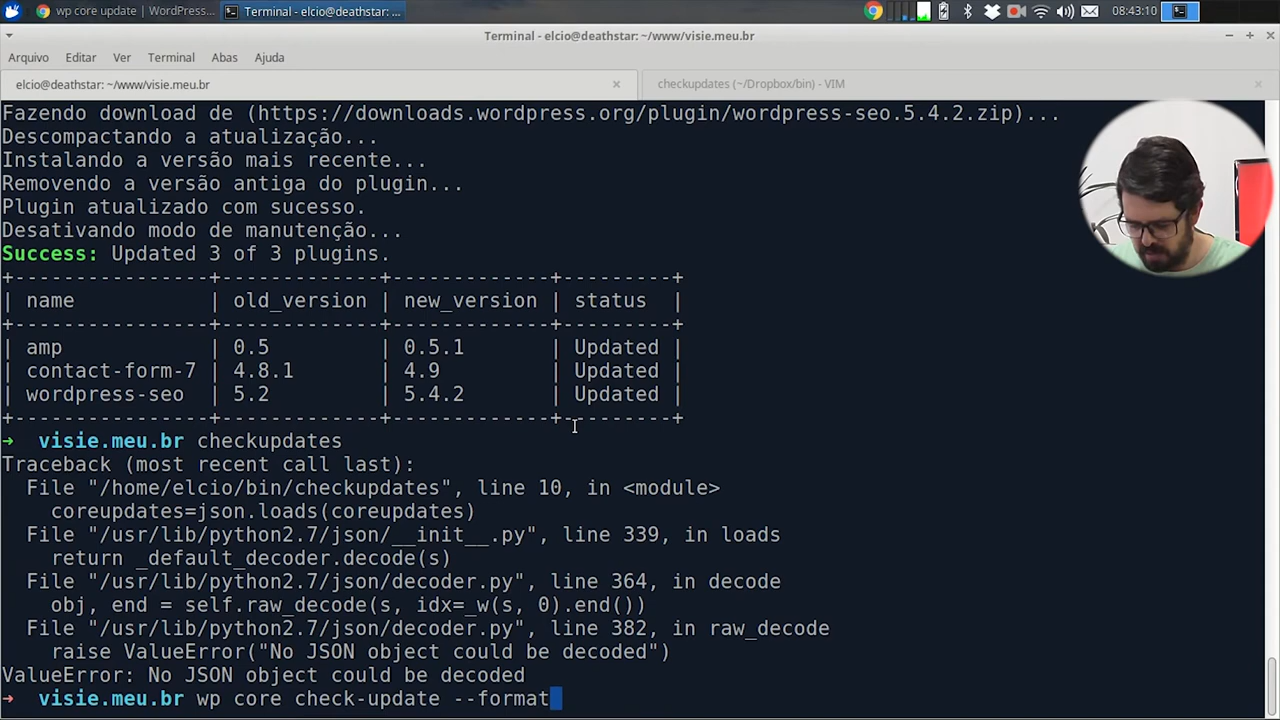 wp core update | WordPress...
Terminal - elcio@deathstar: ...
08:43:10
Terminal - elcio@deathstar: ~/www/visie.meu.br
Arquivo Editar Ver Terminal Abas Ajuda
elcio@deathstar: ~/www/visie.meu.br
checkupdates (~/Dropbox/bin) - VIM
Fazendo download de (https://downloads.wordpress.org/plugin/wordpress-seo.5.4.2.zip)...
Descompactando a atualização...
Instalando a versão mais recente...
Removendo a versão antiga do plugin...
Plugin atualizado com sucesso.
Desativando modo de manutenção...
Success: Updated 3 of 3 plugins.
+----------------+-------------+-------------+---------+
| name | old_version | new_version | status |
+----------------+-------------+-------------+---------+
| amp | 0.5 | 0.5.1 | Updated |
| contact-form-7 | 4.8.1 | 4.9 | Updated |
| wordpress-seo | 5.2 | 5.4.2 | Updated |
+----------------+-------------+-------------+---------+
→ visie.meu.br checkupdates
Traceback (most recent call last):
File "/home/elcio/bin/checkupdates", line 10, in <module>
coreupdates=json.loads(coreupdates)
File "/usr/lib/python2.7/json/__init__.py", line 339, in loads
return _default_decoder.decode(s)
File "/usr/lib/python2.7/json/decoder.py", line 364, in decode
obj, end = self.raw_decode(s, idx=_w(s, 0).end())
File "/usr/lib/python2.7/json/decoder.py", line 382, in raw_decode
raise ValueError("No JSON object could be decoded")
ValueError: No JSON object could be decoded
→ visie.meu.br wp core check-update --format